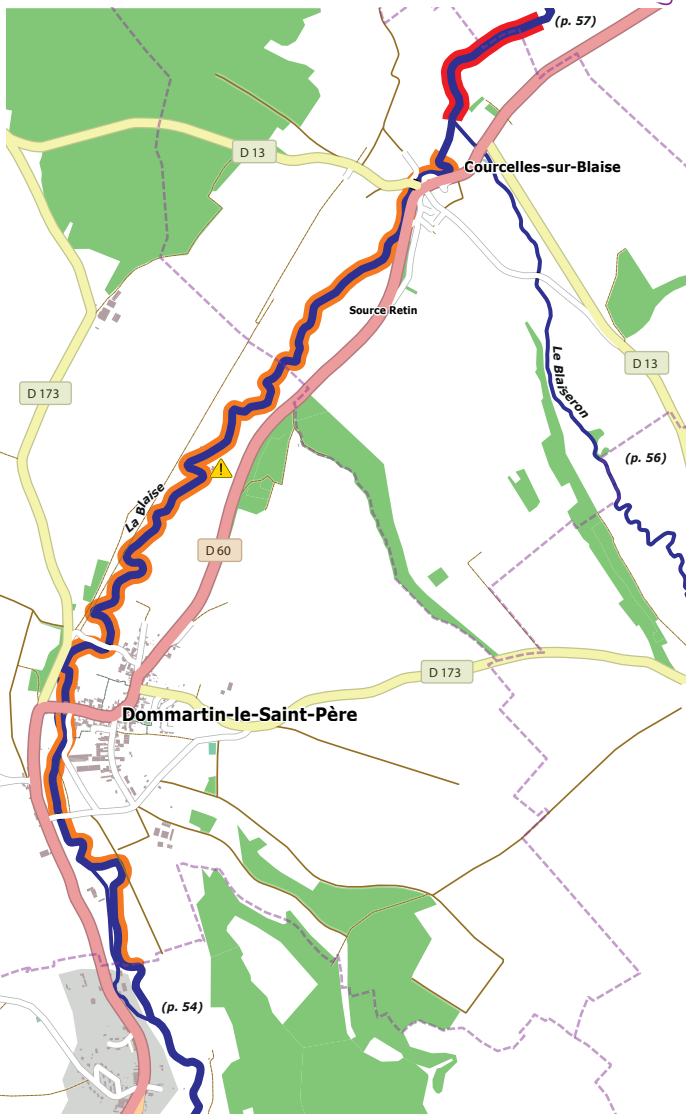 (p. 57)
D 13
Courcelles-sur-Blaise
Source Retin
D 13
D 173
Le Blaiseron
(p. 56)
!
La Blaise
D 60
D 173
Dommartin-le-Saint-Père
(p. 54)